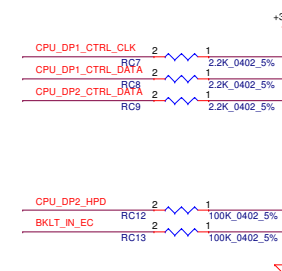 +3
CPU_DP1_CTRL_CLK 2 1
RC7 2.2K_0402_5%
CPU_DP1_CTRL_DATA 2 1
RC8 2.2K_0402_5%
CPU_DP2_CTRL_DATA 2 1
RC9 2.2K_0402_5%
CPU_DP2_HPD 2 1
RC12 100K_0402_5%
BKLT_IN_EC 2 1
RC13 100K_0402_5%